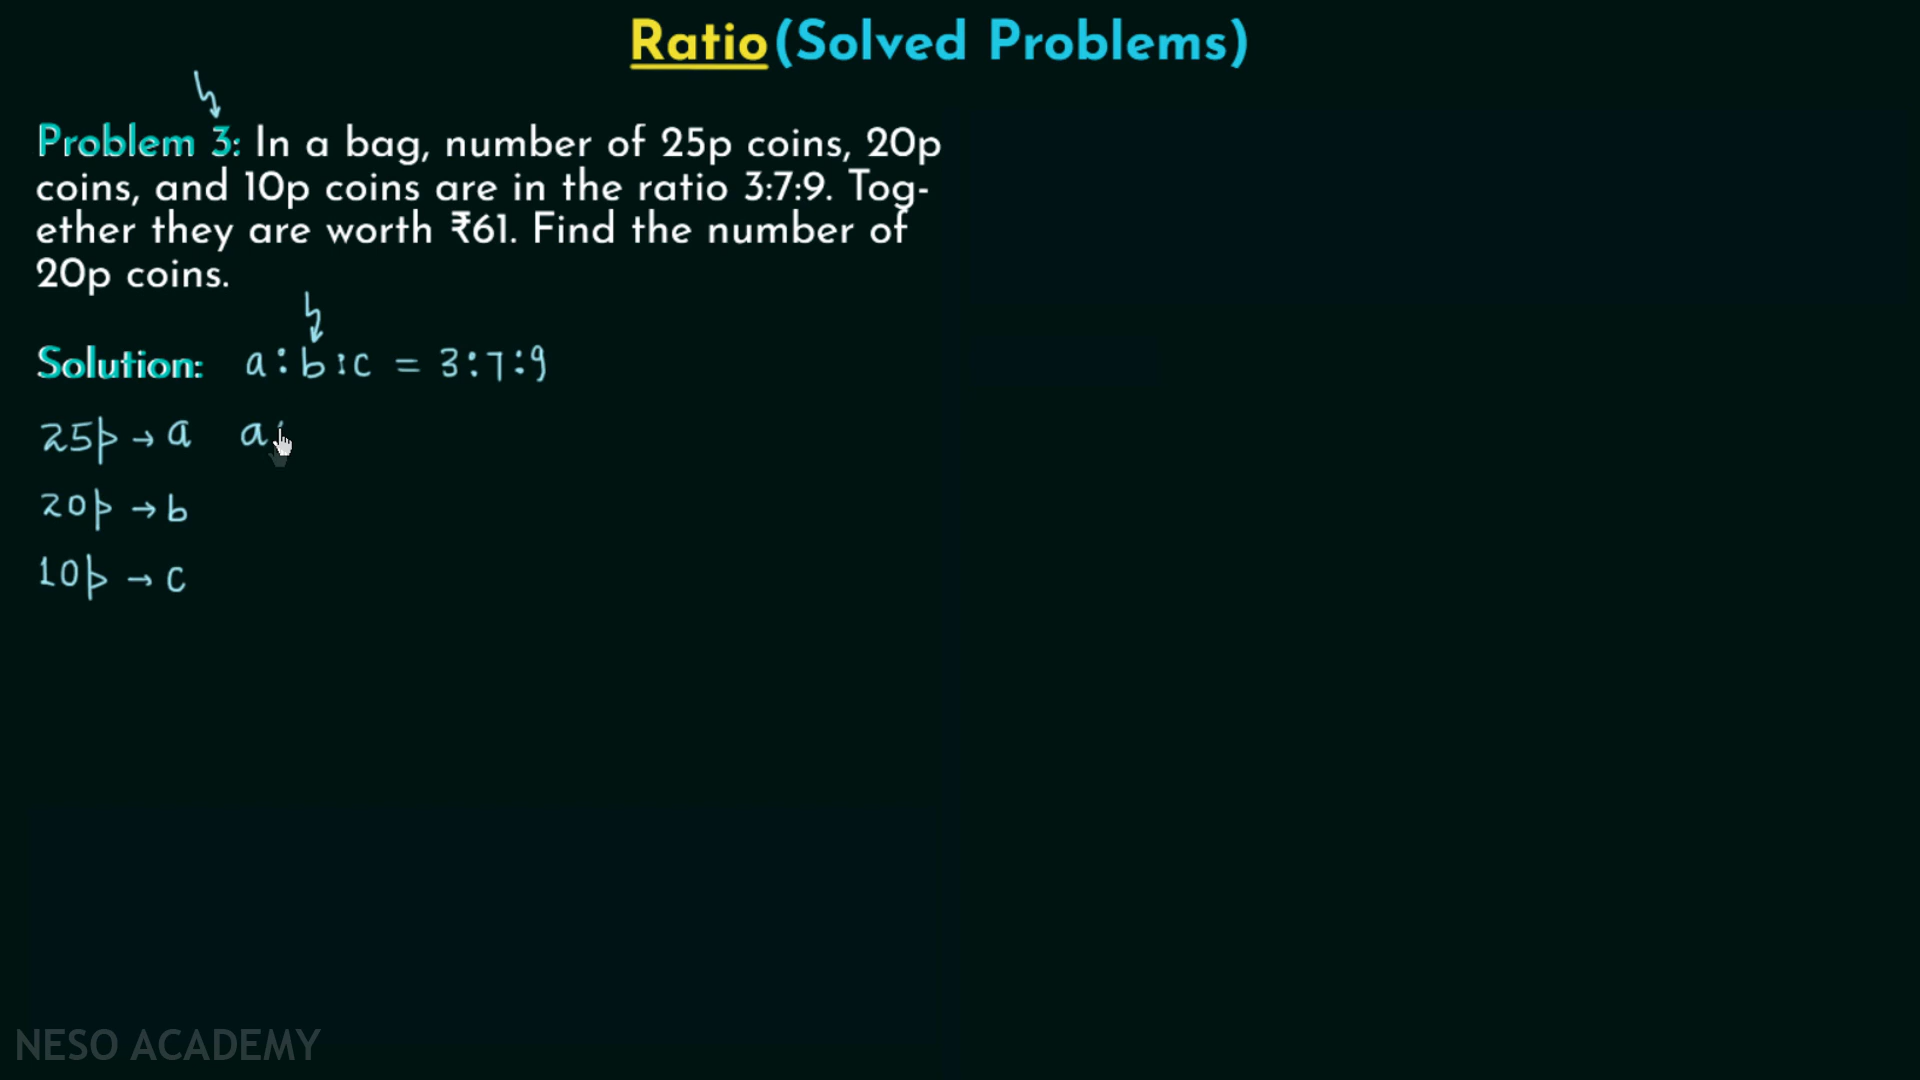 Ratio(Solved Problems)
Problem 3: In a bag, number of 25p coins, 20p
coins, and 10p coins are in the ratio 3:7:9. Tog-
ether they are worth ₹61. Find the number of
20p coins.
Solution: a:b:c = 3:7:9
25p → a a
20p → b
10p → c
NESO ACADEMY